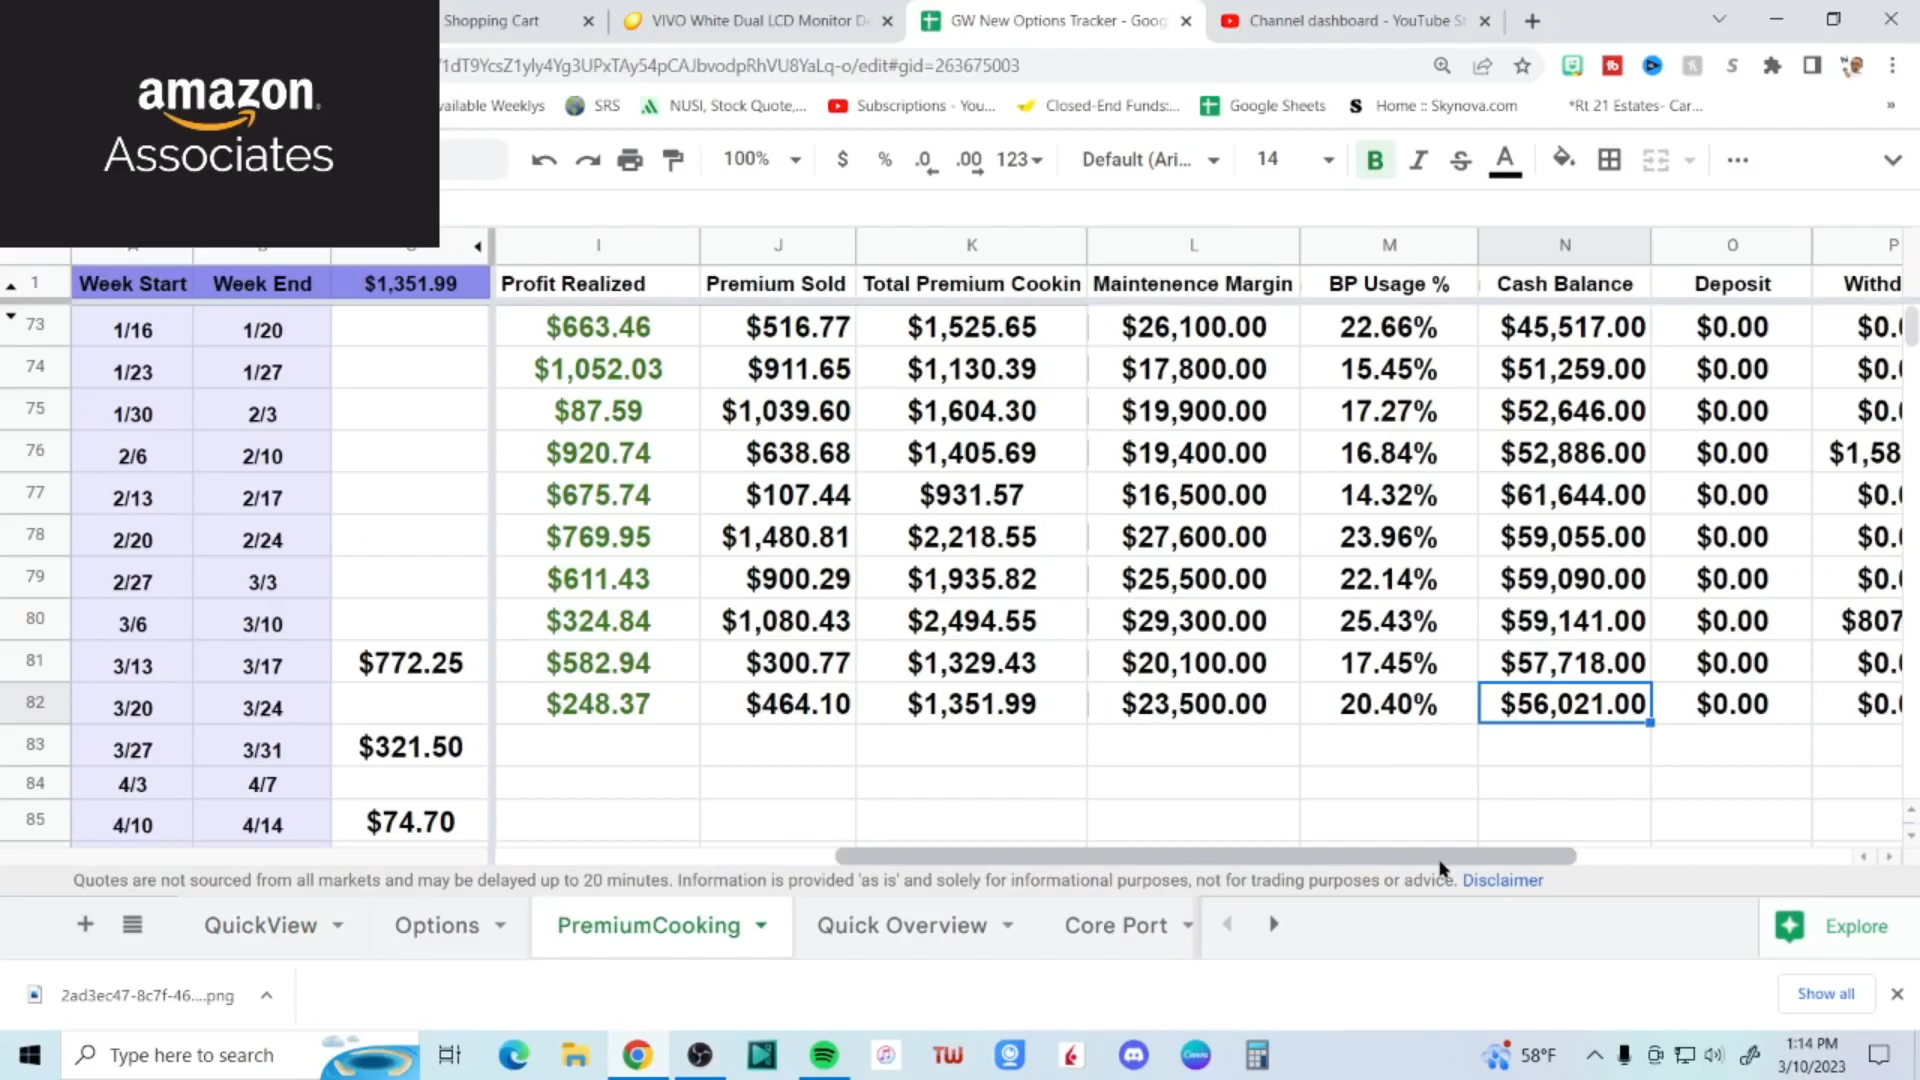 amazon
Associates
Shopping Cart
VIVO White Dual LCD Monitor De
GW New Options Tracker - Goog
Channel dashboard - YouTube St
1dT9YcsZ1yly4Yg3UPxTAy54pCAJbvodpRhVU8YaLq-o/edit#gid=263675003
vailable Weeklys SRS NUSI, Stock Quote,... Subscriptions - You... Closed-End Funds:... Google Sheets Home :: Skynova.com *Rt 21 Estates- Car... »
100% $ % .0 .00 123 Default (Ari... 14 B I S A
I J K L M N O P
1 Week Start Week End $1,351.99 Profit Realized Premium Sold Total Premium Cookin Maintenence Margin BP Usage % Cash Balance Deposit Withd
73 1/16 1/20 $663.46 $516.77 $1,525.65 $26,100.00 22.66% $45,517.00 $0.00 $0.
74 1/23 1/27 $1,052.03 $911.65 $1,130.39 $17,800.00 15.45% $51,259.00 $0.00 $0.
75 1/30 2/3 $87.59 $1,039.60 $1,604.30 $19,900.00 17.27% $52,646.00 $0.00 $0.
76 2/6 2/10 $920.74 $638.68 $1,405.69 $19,400.00 16.84% $52,886.00 $0.00 $1,58
77 2/13 2/17 $675.74 $107.44 $931.57 $16,500.00 14.32% $61,644.00 $0.00 $0.
78 2/20 2/24 $769.95 $1,480.81 $2,218.55 $27,600.00 23.96% $59,055.00 $0.00 $0.
79 2/27 3/3 $611.43 $900.29 $1,935.82 $25,500.00 22.14% $59,090.00 $0.00 $0.
80 3/6 3/10 $324.84 $1,080.43 $2,494.55 $29,300.00 25.43% $59,141.00 $0.00 $807
81 3/13 3/17 $772.25 $582.94 $300.77 $1,329.43 $20,100.00 17.45% $57,718.00 $0.00 $0.
82 3/20 3/24 $248.37 $464.10 $1,351.99 $23,500.00 20.40% $56,021.00 $0.00 $0.
83 3/27 3/31 $321.50
84 4/3 4/7
85 4/10 4/14 $74.70
Quotes are not sourced from all markets and may be delayed up to 20 minutes. Information is provided 'as is' and solely for informational purposes, not for trading purposes or advice. Disclaimer
QuickView Options PremiumCooking Quick Overview Core Port Explore
2ad3ec47-8c7f-46....png Show all
Type here to search TW 58°F 1:14 PM
3/10/2023